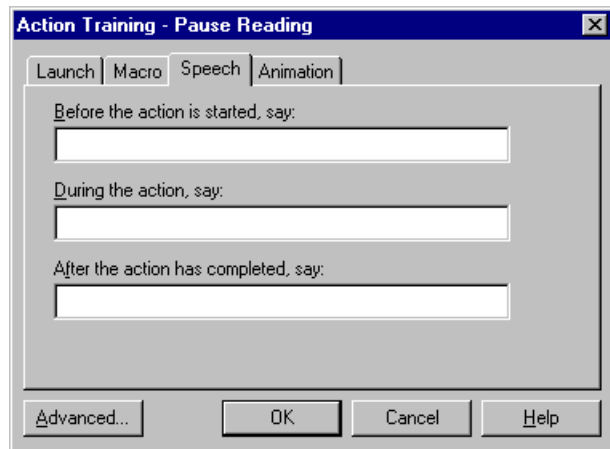 Action Training - Pause Reading
Launch Macro Speech Animation
Before the action is started, say:
During the action, say:
After the action has completed, say:
Advanced... OK Cancel Help